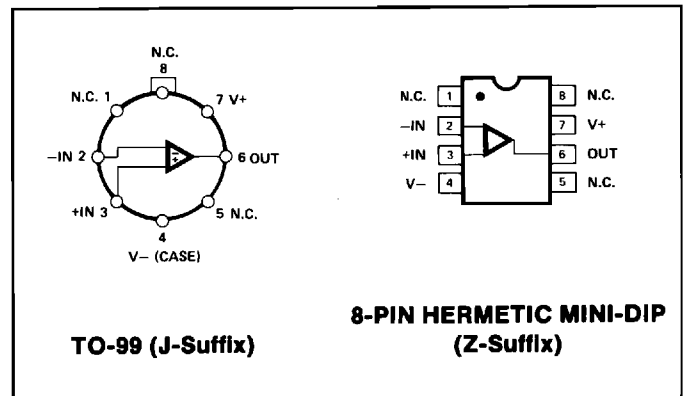 N.C.
8
N.C. 1
7 V+
−IN 2
6 OUT
+IN 3
5 N.C.
4
V− (CASE)
TO-99 (J-Suffix)
N.C. 1
8 N.C.
−IN 2
7 V+
+IN 3
6 OUT
V− 4
5 N.C.
8-PIN HERMETIC MINI-DIP
(Z-Suffix)